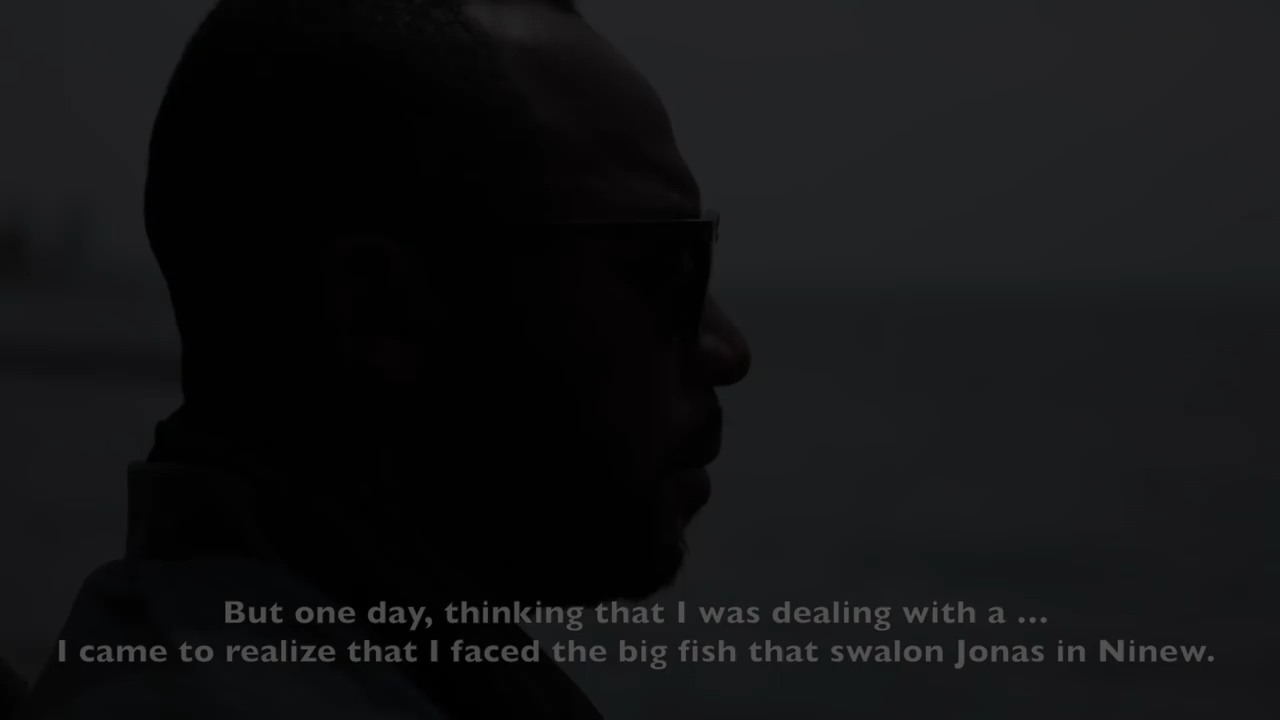 But one day, thinking that I was dealing with a ...
I came to realize that I faced the big fish that swalon Jonas in Ninew.